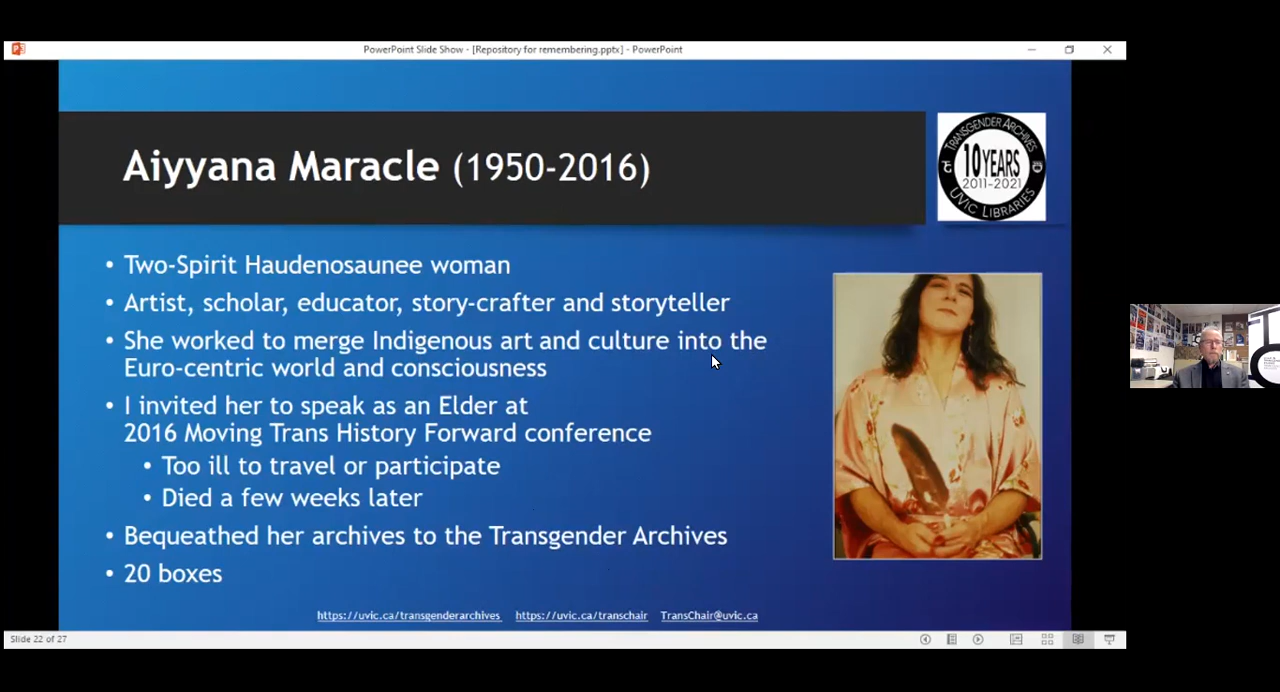 PowerPoint Slide Show - [Repository for remembering.pptx] - PowerPoint
Aiyyana Maracle (1950-2016)
TRANSGENDER ARCHIVES
10 YEARS
2011-2021
UVIC LIBRARIES
• Two-Spirit Haudenosaunee woman
• Artist, scholar, educator, story-crafter and storyteller
• She worked to merge Indigenous art and culture into the
Euro-centric world and consciousness
• I invited her to speak as an Elder at
2016 Moving Trans History Forward conference
• Too ill to travel or participate
• Died a few weeks later
• Bequeathed her archives to the Transgender Archives
• 20 boxes
https://uvic.ca/transgenderarchives https://uvic.ca/transchair TransChair@uvic.ca
Slide 22 of 27